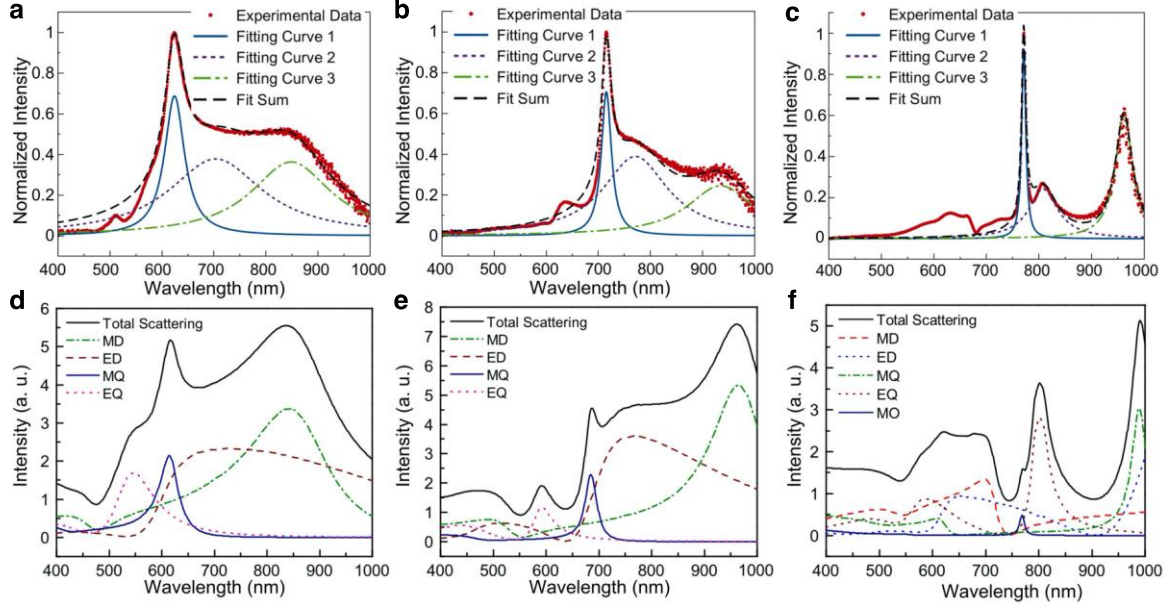 a
Normalized Intensity
1
0.8
0.6
0.4
0.2
0
Experimental Data
Fitting Curve 1
Fitting Curve 2
Fitting Curve 3
Fit Sum
400 500 600 700 800 900 1000
Wavelength (nm)
b
Normalized Intensity
1
0.8
0.6
0.4
0.2
0
Experimental Data
Fitting Curve 1
Fitting Curve 2
Fitting Curve 3
Fit Sum
400 500 600 700 800 900 1000
Wavelength (nm)
c
Normalized Intensity
1
0.8
0.6
0.4
0.2
0
Experimental Data
Fitting Curve 1
Fitting Curve 2
Fitting Curve 3
Fit Sum
400 500 600 700 800 900 1000
Wavelength (nm)
d
Intensity (a. u.)
6
5
4
3
2
1
0
Total Scattering
MD
ED
MQ
EQ
400 500 600 700 800 900 1000
Wavelength (nm)
e
Intensity (a. u.)
8
7
6
5
4
3
2
1
0
Total Scattering
MD
ED
MQ
EQ
400 500 600 700 800 900 1000
Wavelength (nm)
f
Intensity (a. u.)
5
4
3
2
1
0
Total Scattering
MD
ED
MQ
EQ
MO
400 500 600 700 800 900 1000
Wavelength (nm)